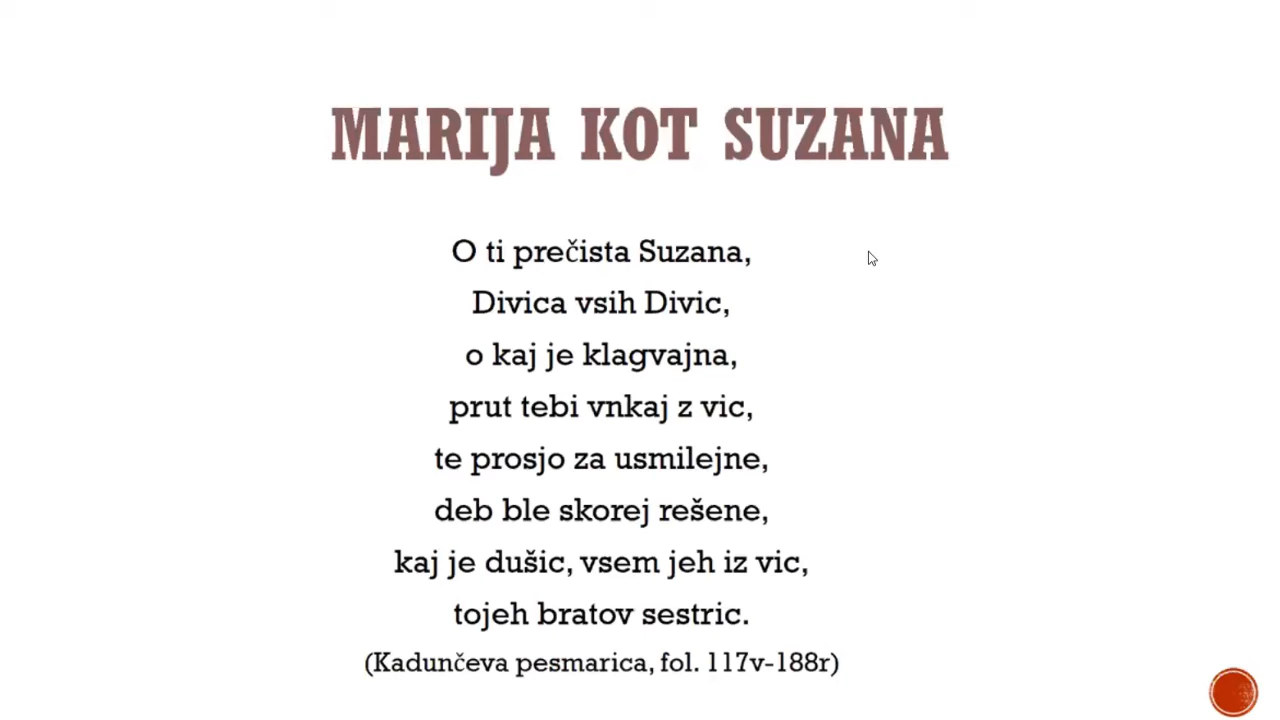 MARIJA KOT SUZANA
O ti prečista Suzana,
Divica vsih Divic,
o kaj je klagvajna,
prut tebi vnkaj z vic,
te prosjo za usmilejne,
deb ble skorej rešene,
kaj je dušic, vsem jeh iz vic,
tojeh bratov sestric.
(Kadunčeva pesmarica, fol. 117v-188r)